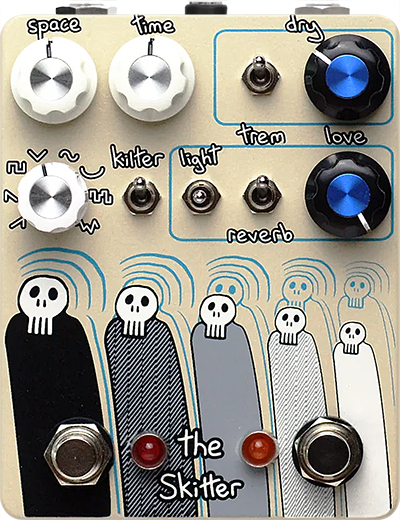 space
time
dry
trem
love
kilter
light
reverb
the
Skitter